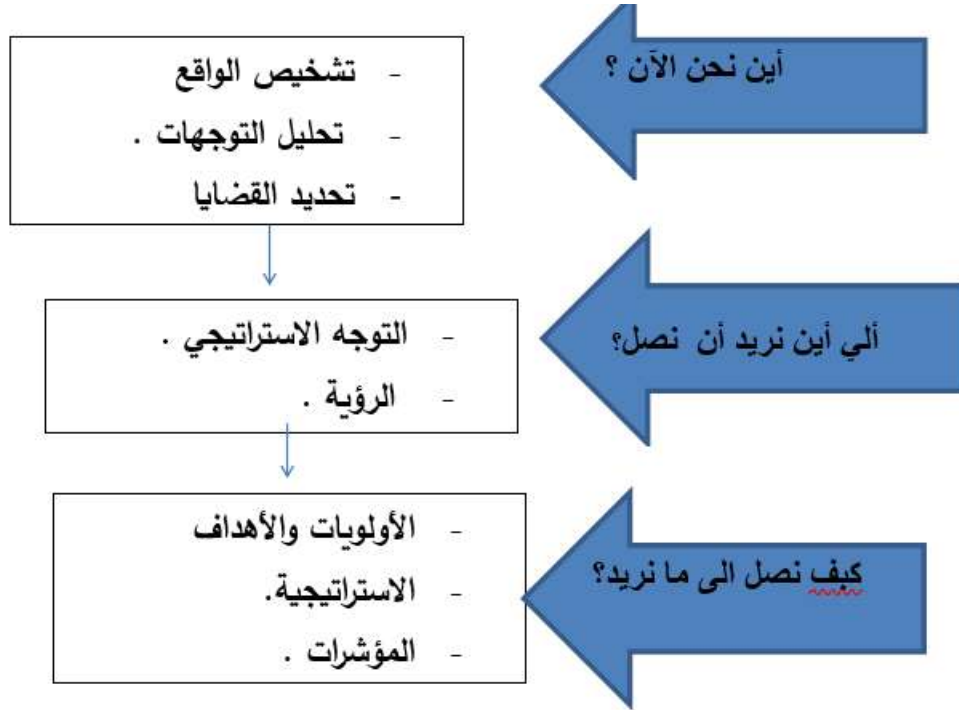 أين نحن الآن ؟
- تشخيص الواقع
- تحليل التوجهات .
- تحديد القضايا
ألي أين نريد أن نصل؟
- التوجه الاستراتيجي .
- الرؤية .
كبف نصل الى ما نريد؟
- الأولويات والأهداف
- الاستراتيجية.
- المؤشرات .